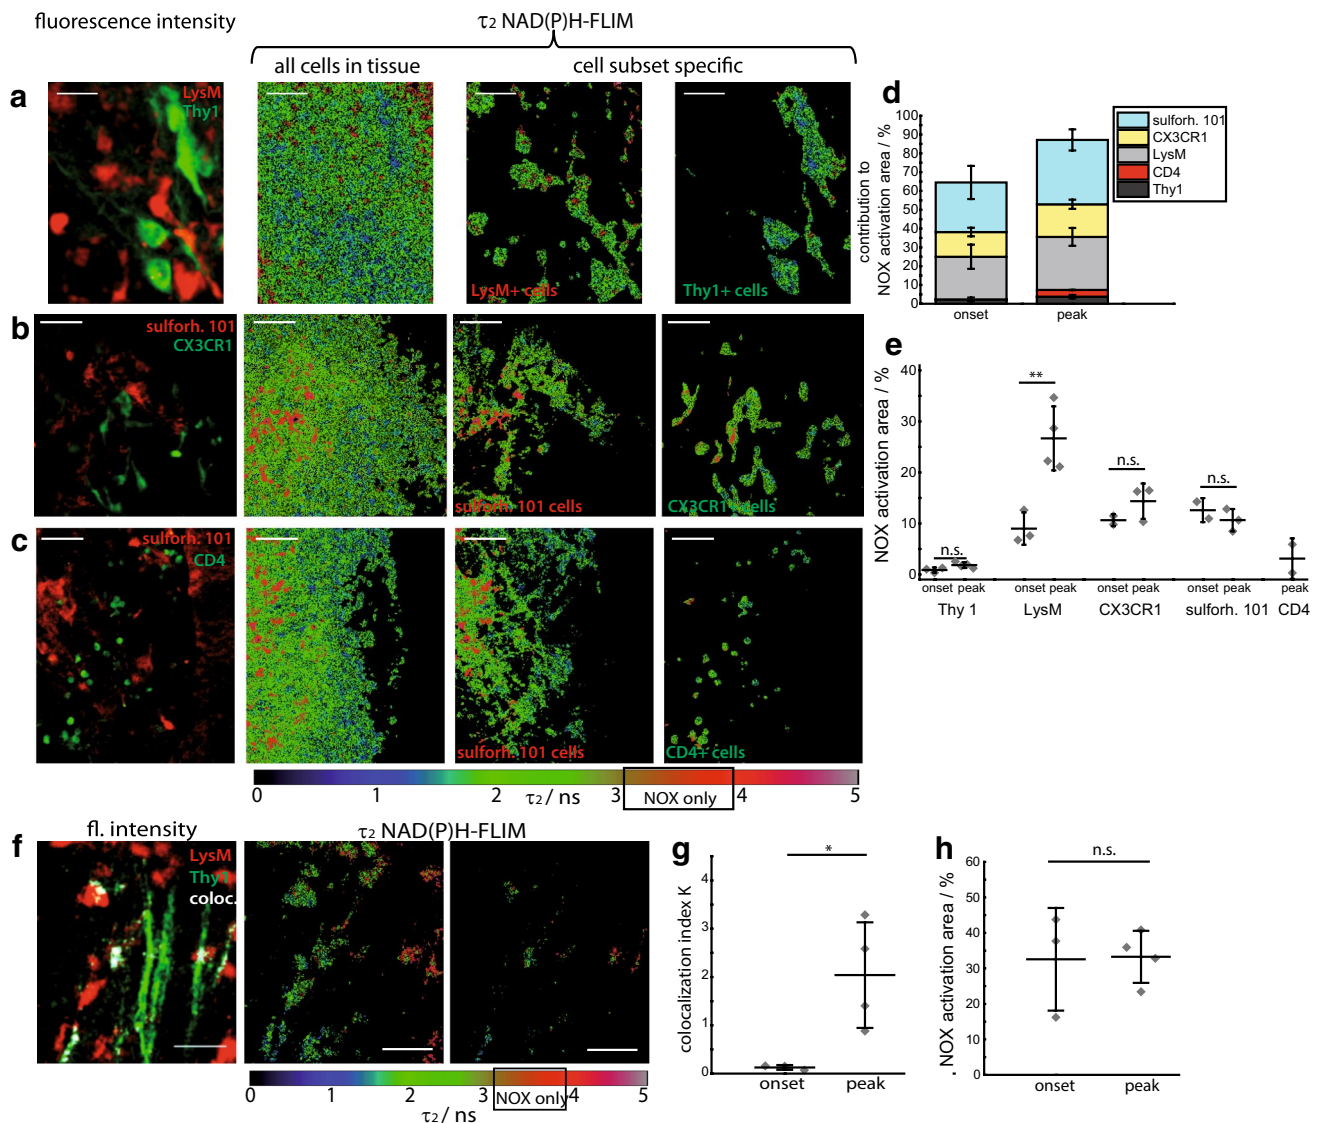 fluorescence intensity
τ2 NAD(P)H-FLIM
all cells in tissue
cell subset specific
a
LysM
Thy1
LysM+ cells
Thy1+ cells
b
sulforh. 101
CX3CR1
sulforh. 101 cells
CX3CR1+ cells
c
sulforh. 101
CD4
sulforh. 101 cells
CD4+ cells
0 1 2 τ2/ ns 3 NOX only 4 5
d
contribution to
NOX activation area / %
100
90
80
70
60
50
40
30
20
10
0
onset peak
sulforh. 101
CX3CR1
LysM
CD4
Thy1
e
NOX activation area / %
40
30
20
10
0
n.s.
**
n.s.
n.s.
onset peak onset peak onset peak onset peak peak
Thy 1 LysM CX3CR1 sulforh. 101 CD4
f
fl. intensity
τ2 NAD(P)H-FLIM
LysM
Thy1
coloc.
0 1 2 3 NOX only 4 5
τ2/ ns
g
colocalization index K
4
3
2
1
0
*
onset peak
h
NOX activation area / %
60
50
40
30
20
10
0
n.s.
onset peak